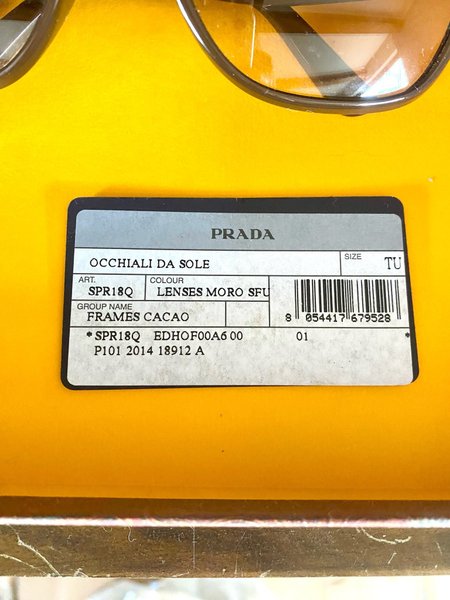 PRADA
OCCHIALI DA SOLE
SIZE
TU
ART.
COLOUR
SPR18Q
LENSES MORO SFU
GROUP NAME
FRAMES CACAO
8 054417 679528
*SPR18Q EDHOF00A6 00 01 *
P101 2014 18912 A